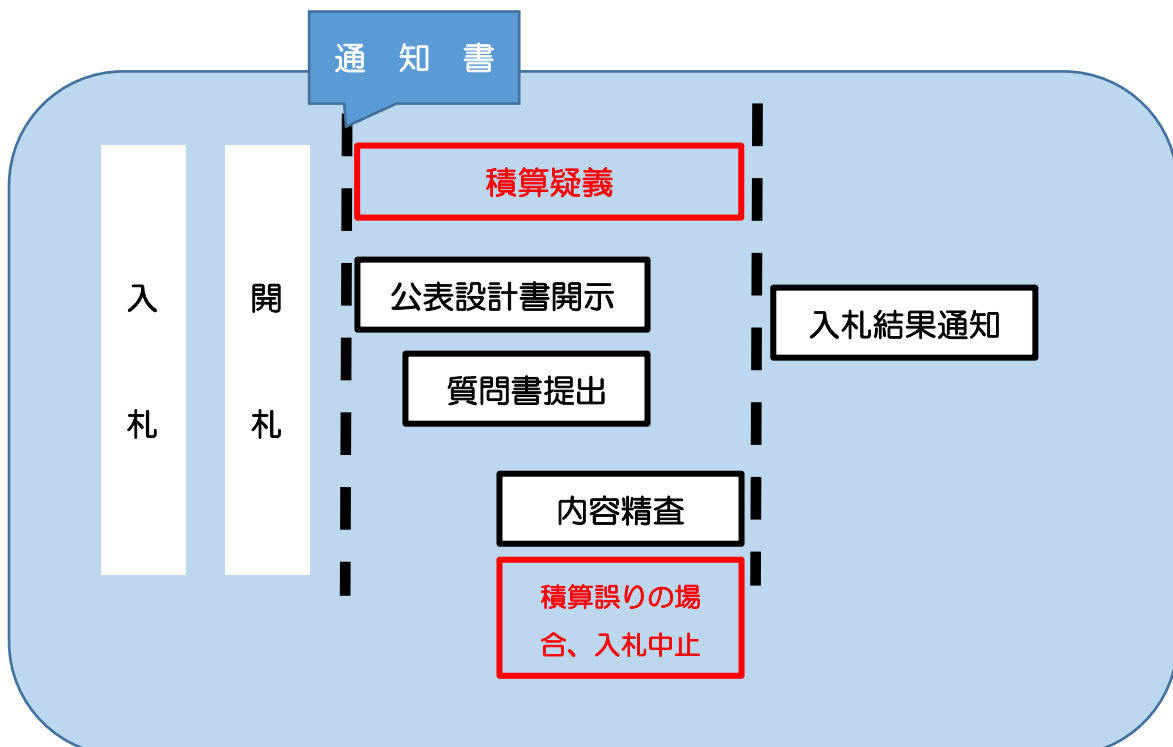 通知書
積算疑義
入札
開札
公表設計書開示
質問書提出
内容精査
積算誤りの場
合、入札中止
入札結果通知